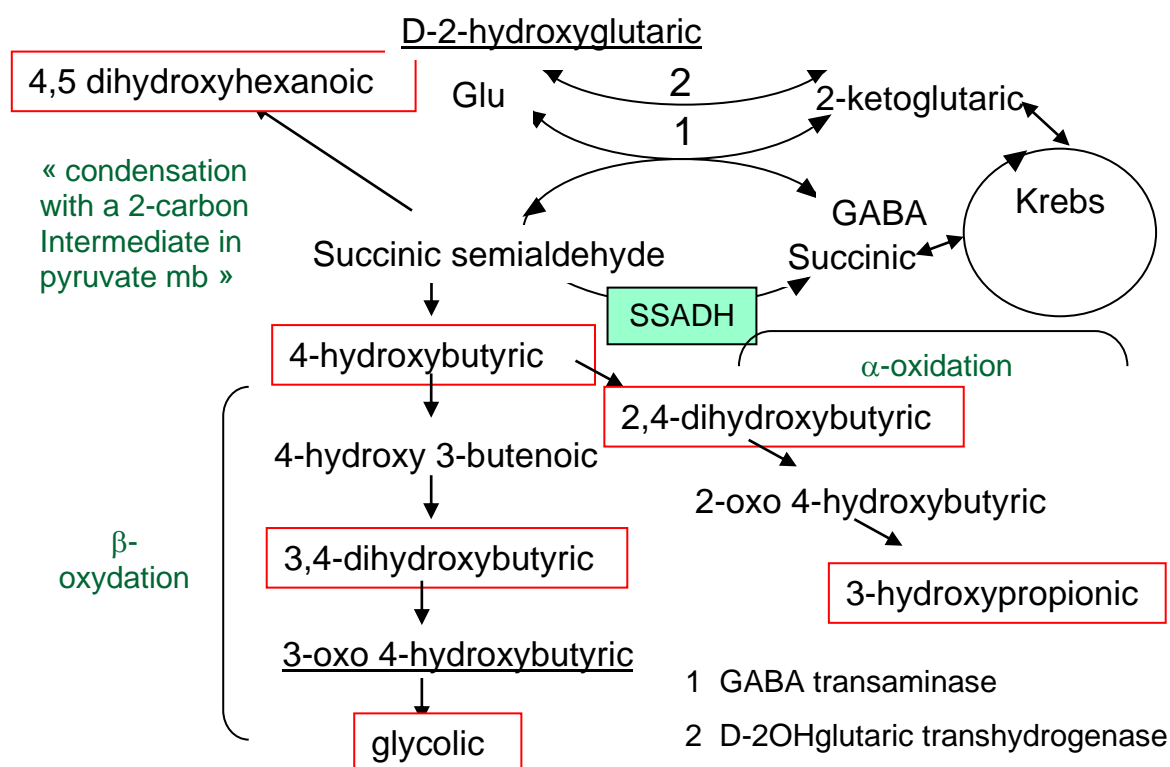 D-2-hydroxyglutaric
4,5 dihydroxyhexanoic
Glu
2
2-ketoglutaric
1
« condensation
with a 2-carbon
Intermediate in
pyruvate mb »
GABA
Krebs
Succinic semialdehyde
Succinic
SSADH
4-hydroxybutyric
α-oxidation
2,4-dihydroxybutyric
4-hydroxy 3-butenoic
2-oxo 4-hydroxybutyric
β-
oxydation
3,4-dihydroxybutyric
3-hydroxypropionic
3-oxo 4-hydroxybutyric
glycolic
1 GABA transaminase
2 D-2OHglutaric transhydrogenase